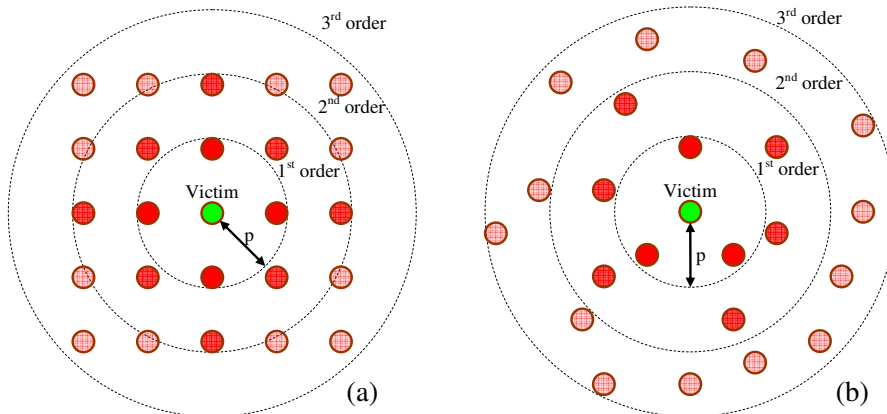 3rd order
2nd order
1st order
Victim
p
(a)
3rd order
2nd order
1st order
Victim
p
(b)